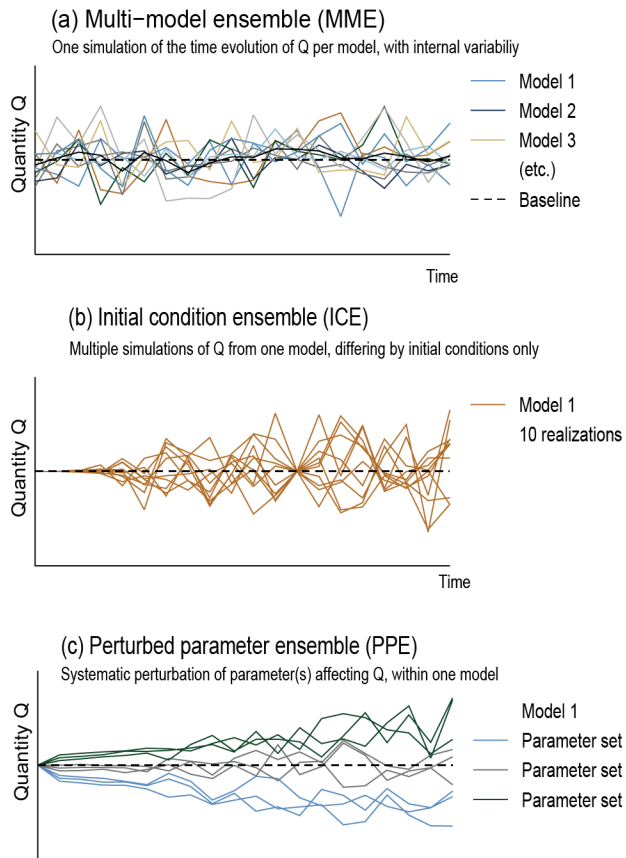 (a) Multi−model ensemble (MME)
One simulation of the time evolution of Q per model, with internal variabiliy
Quantity Q
Model 1
Model 2
Model 3
(etc.)
Baseline
Time
(b) Initial condition ensemble (ICE)
Multiple simulations of Q from one model, differing by initial conditions only
Quantity Q
Model 1
10 realizations
Time
(c) Perturbed parameter ensemble (PPE)
Systematic perturbation of parameter(s) affecting Q, within one model
Quantity Q
Model 1
Parameter set
Parameter set
Parameter set